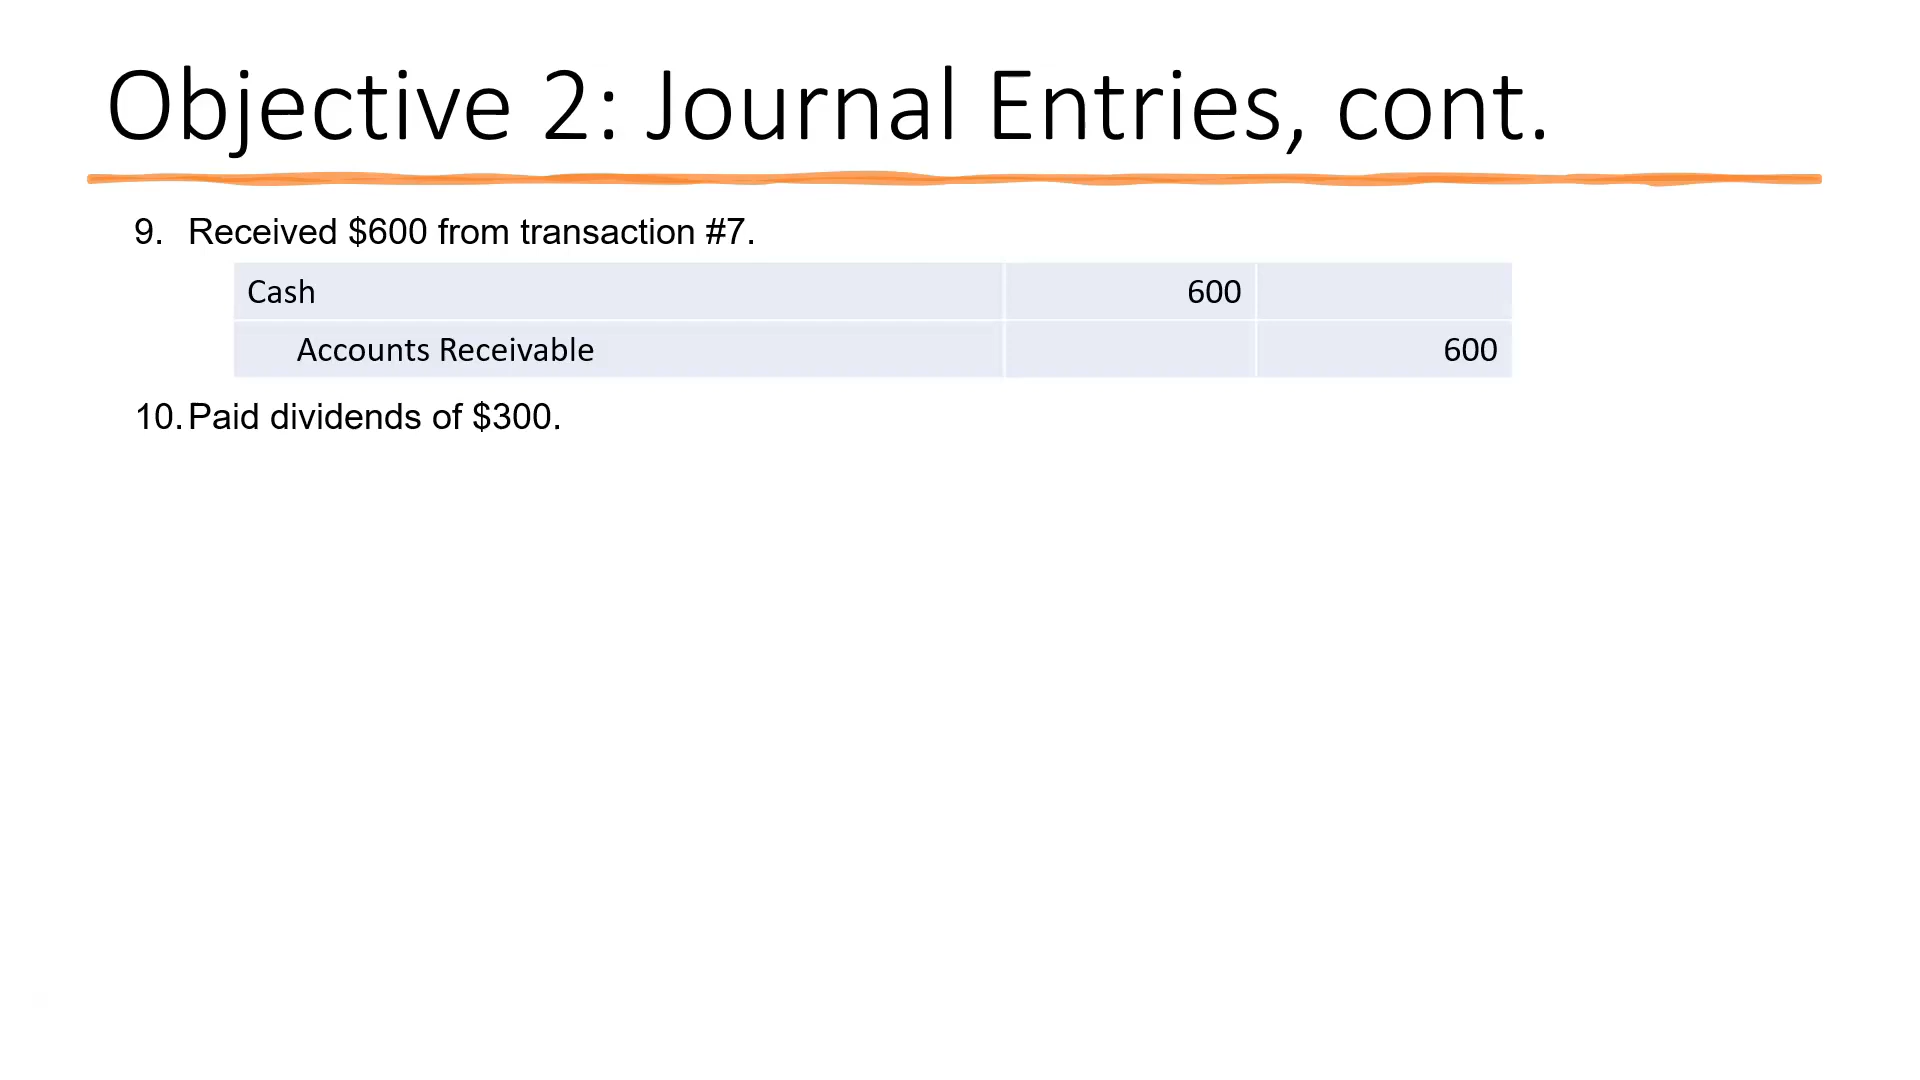 Objective 2: Journal Entries, cont.
9. Received $600 from transaction #7.
Cash 600
Accounts Receivable 600
10. Paid dividends of $300.